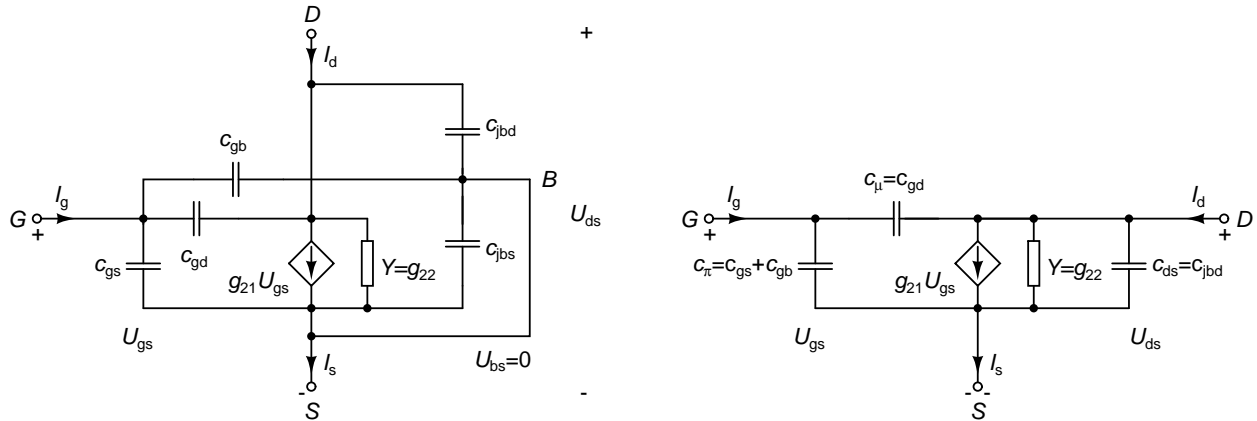 D
+
I_d
c_jbd
c_gb
B
I_g
G
+
c_gd
c_gs
c_jbs
U_ds
g_21U_gs
Y=g_22
U_gs
U_bs=0
I_s
-
S
-
I_g
c_μ=c_gd
I_d
G
+
D
+
c_π=c_gs+c_gb
g_21U_gs
Y=g_22
c_ds=c_jbd
U_gs
U_ds
I_s
- -
S